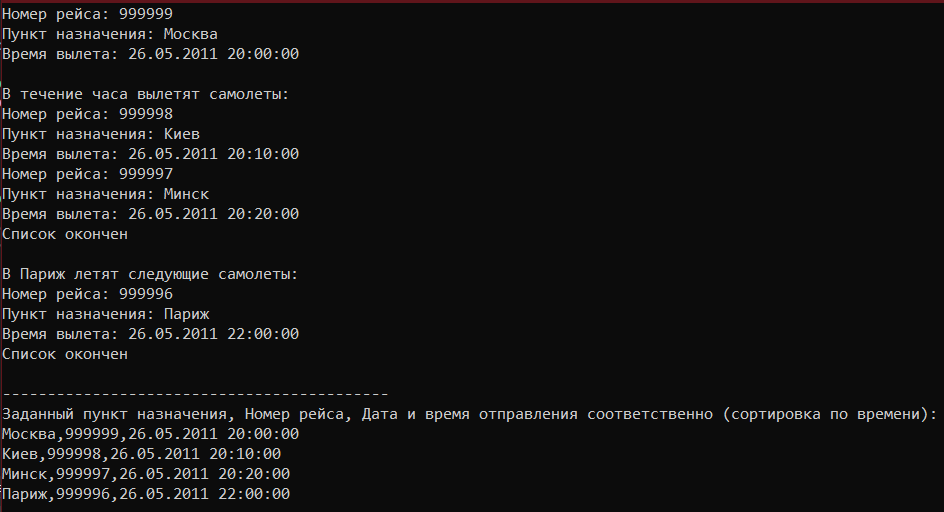 Номер рейса: 999999
Пункт назначения: Москва
Время вылета: 26.05.2011 20:00:00
В течение часа вылетят самолеты:
Номер рейса: 999998
Пункт назначения: Киев
Время вылета: 26.05.2011 20:10:00
Номер рейса: 999997
Пункт назначения: Минск
Время вылета: 26.05.2011 20:20:00
Список окончен
В Париж летят следующие самолеты:
Номер рейса: 999996
Пункт назначения: Париж
Время вылета: 26.05.2011 22:00:00
Список окончен
-------------------------------------------
Заданный пункт назначения, Номер рейса, Дата и время отправления соответственно (сортировка по времени):
Москва,999999,26.05.2011 20:00:00
Киев,999998,26.05.2011 20:10:00
Минск,999997,26.05.2011 20:20:00
Париж,999996,26.05.2011 22:00:00